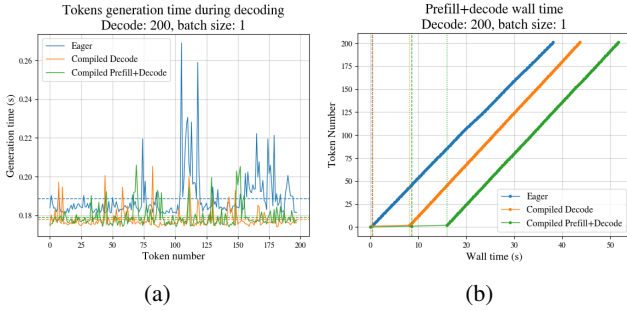 Tokens generation time during decoding
Decode: 200, batch size: 1
Eager
Compiled Decode
Compiled Prefill+Decode
Generation time (s)
0.26
0.24
0.22
0.20
0.18
0 25 50 75 100 125 150 175 200
Token number
(a)
Prefill+decode wall time
Decode: 200, batch size: 1
Token Number
200
175
150
125
100
75
50
25
0
Eager
Compiled Decode
Compiled Prefill+Decode
0 10 20 30 40 50
Wall time (s)
(b)